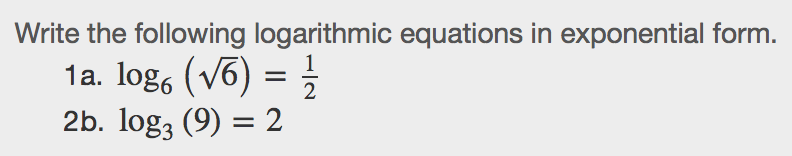 Write the following logarithmic equations in exponential form.
1a. log₆ (√6) = 1/2
2b. log₃ (9) = 2